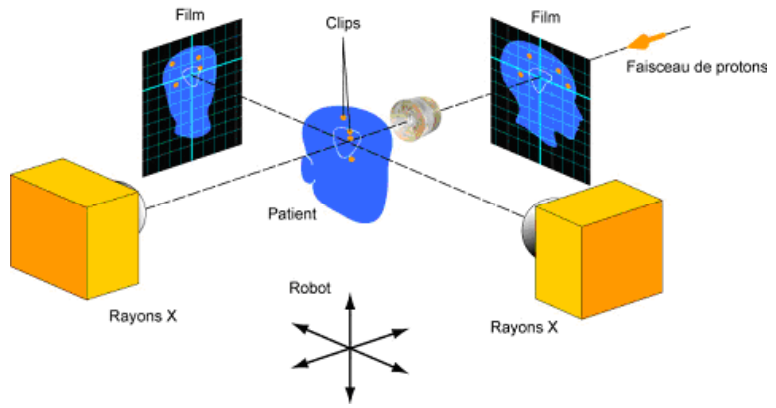 Film
Clips
Film
Faisceau de protons
Patient
Rayons X
Robot
Rayons X